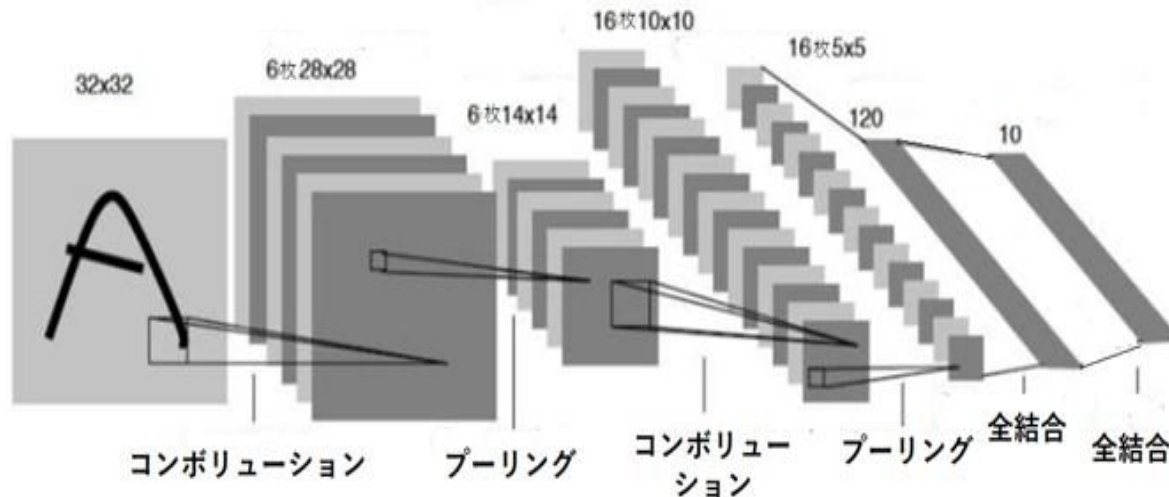 32x32
6枚28x28
6枚14x14
16枚10x10
16枚5x5
120
10
コンボリューション
プーリング
コンボリュー
ション
プーリング
全結合
全結合